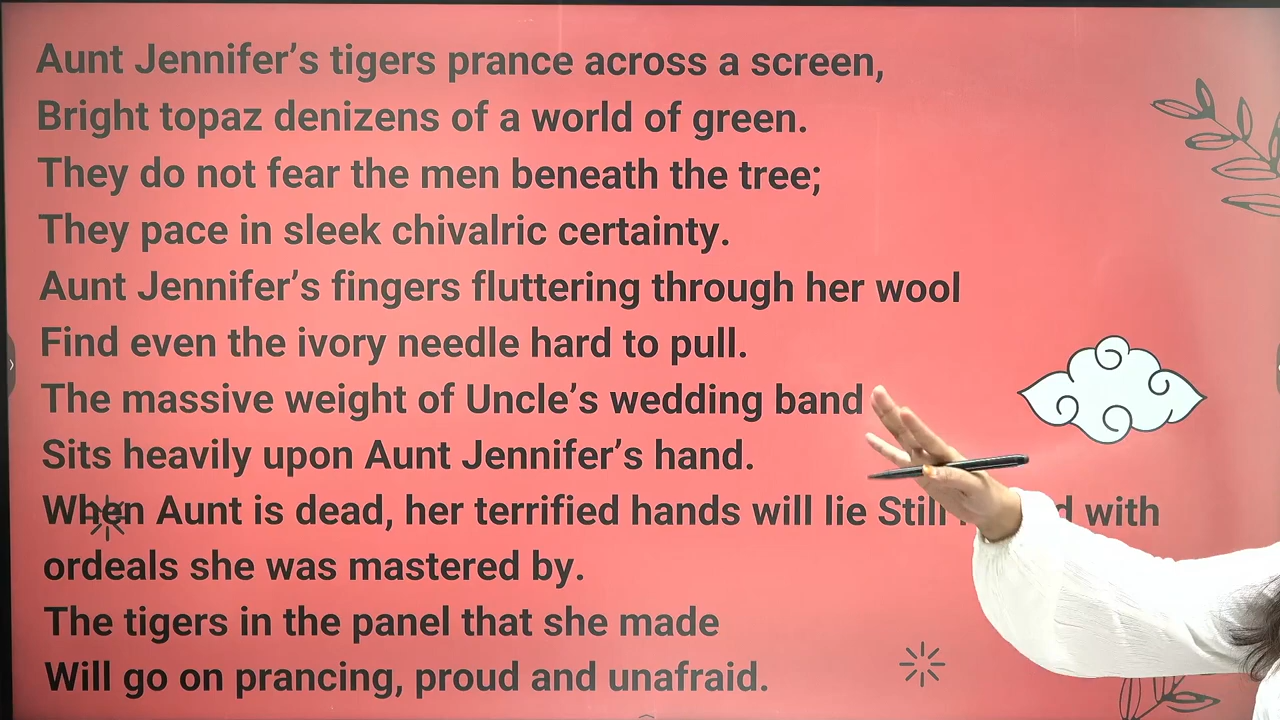 Aunt Jennifer’s tigers prance across a screen,
Bright topaz denizens of a world of green.
They do not fear the men beneath the tree;
They pace in sleek chivalric certainty.
Aunt Jennifer’s fingers fluttering through her wool
Find even the ivory needle hard to pull.
The massive weight of Uncle’s wedding band
Sits heavily upon Aunt Jennifer’s hand.
When Aunt is dead, her terrified hands will lie Still with
ordeals she was mastered by.
The tigers in the panel that she made
Will go on prancing, proud and unafraid.